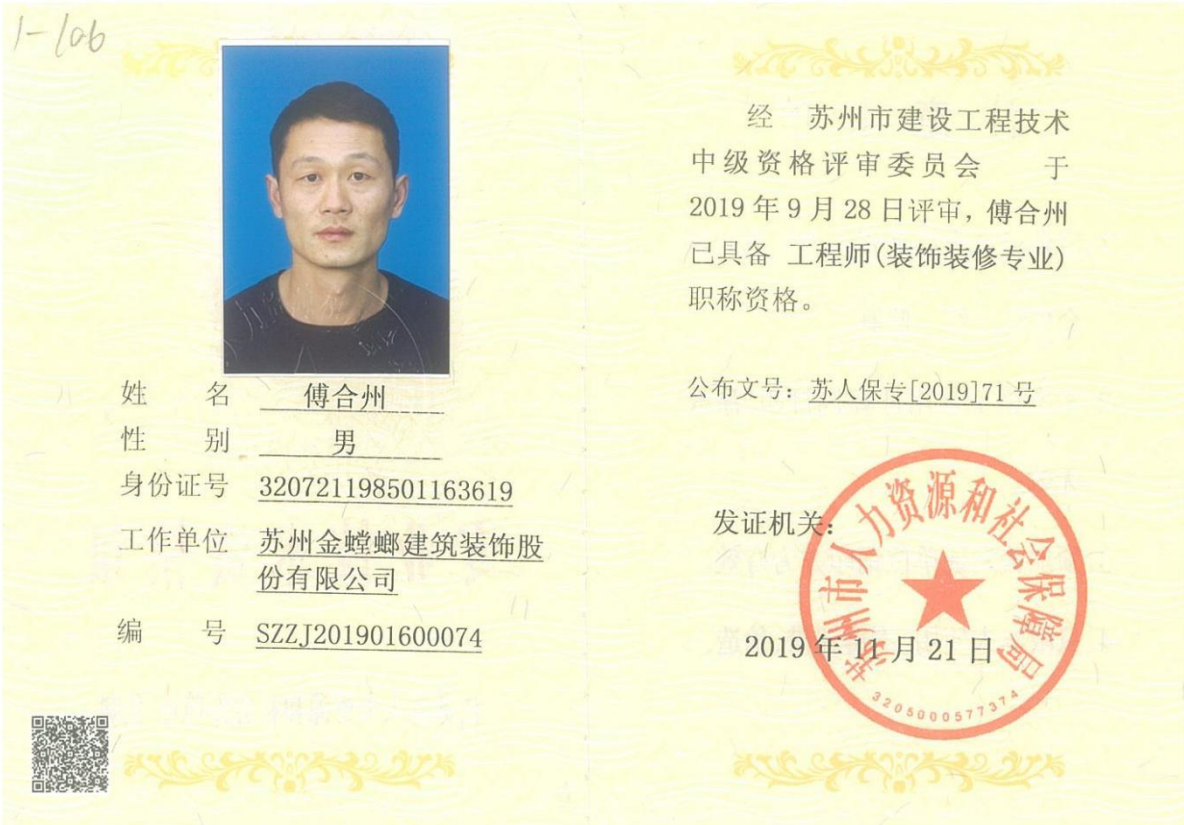 1-106
姓 名 傅合州
性 别 男
身份证号 320721198501163619
工作单位 苏州金螳螂建筑装饰股
份有限公司
编 号 SZZJ201901600074
经 苏州市建设工程技术
中级资格评审委员会 于
2019年9月28日评审，傅合州
已具备 工程师(装饰装修专业)
职称资格。
公布文号：苏人保专[2019]71号
发证机关：
苏州市人力资源和社会保障局
2019年11月21日
3205000577374